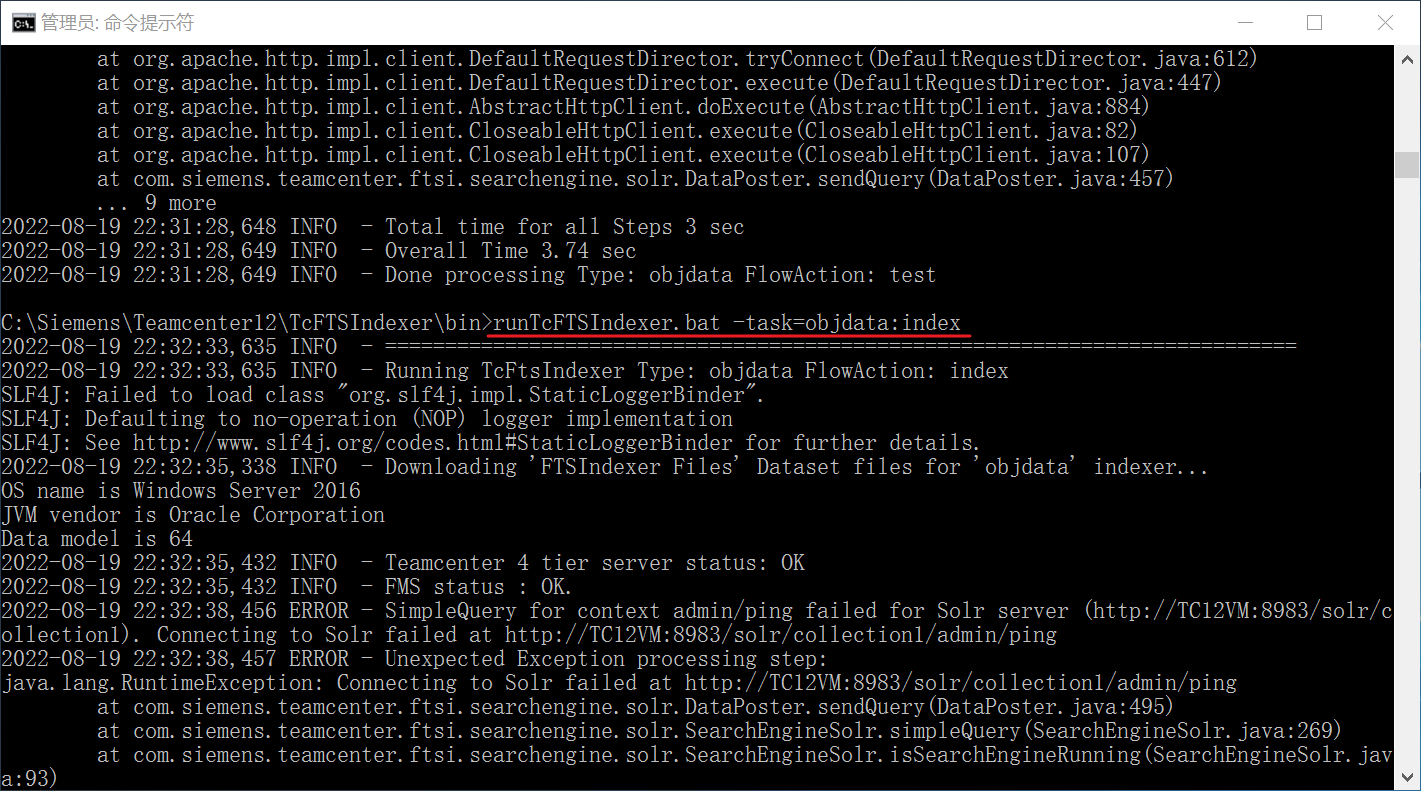 管理员: 命令提示符
        at org.apache.http.impl.client.DefaultRequestDirector.tryConnect(DefaultRequestDirector.java:612)
        at org.apache.http.impl.client.DefaultRequestDirector.execute(DefaultRequestDirector.java:447)
        at org.apache.http.impl.client.AbstractHttpClient.doExecute(AbstractHttpClient.java:884)
        at org.apache.http.impl.client.CloseableHttpClient.execute(CloseableHttpClient.java:82)
        at org.apache.http.impl.client.CloseableHttpClient.execute(CloseableHttpClient.java:107)
        at com.siemens.teamcenter.ftsi.searchengine.solr.DataPoster.sendQuery(DataPoster.java:457)
        ... 9 more
2022-08-19 22:31:28,648 INFO  - Total time for all Steps 3 sec
2022-08-19 22:31:28,649 INFO  - Overall Time 3.74 sec
2022-08-19 22:31:28,649 INFO  - Done processing Type: objdata FlowAction: test
C:\Siemens\Teamcenter12\TcFTSIndexer\bin>runTcFTSIndexer.bat -task=objdata:index
2022-08-19 22:32:33,635 INFO  - ============================================================================
2022-08-19 22:32:33,635 INFO  - Running TcFtsIndexer Type: objdata FlowAction: index
SLF4J: Failed to load class "org.slf4j.impl.StaticLoggerBinder".
SLF4J: Defaulting to no-operation (NOP) logger implementation
SLF4J: See http://www.slf4j.org/codes.html#StaticLoggerBinder for further details.
2022-08-19 22:32:35,338 INFO  - Downloading 'FTSIndexer Files' Dataset files for 'objdata' indexer...
OS name is Windows Server 2016
JVM vendor is Oracle Corporation
Data model is 64
2022-08-19 22:32:35,432 INFO  - Teamcenter 4 tier server status: OK
2022-08-19 22:32:35,432 INFO  - FMS status : OK.
2022-08-19 22:32:38,456 ERROR - SimpleQuery for context admin/ping failed for Solr server (http://TC12VM:8983/solr/c
ollection1). Connecting to Solr failed at http://TC12VM:8983/solr/collection1/admin/ping
2022-08-19 22:32:38,457 ERROR - Unexpected Exception processing step:
java.lang.RuntimeException: Connecting to Solr failed at http://TC12VM:8983/solr/collection1/admin/ping
        at com.siemens.teamcenter.ftsi.searchengine.solr.DataPoster.sendQuery(DataPoster.java:495)
        at com.siemens.teamcenter.ftsi.searchengine.solr.SearchEngineSolr.simpleQuery(SearchEngineSolr.java:269)
        at com.siemens.teamcenter.ftsi.searchengine.solr.SearchEngineSolr.isSearchEngineRunning(SearchEngineSolr.jav
a:93)